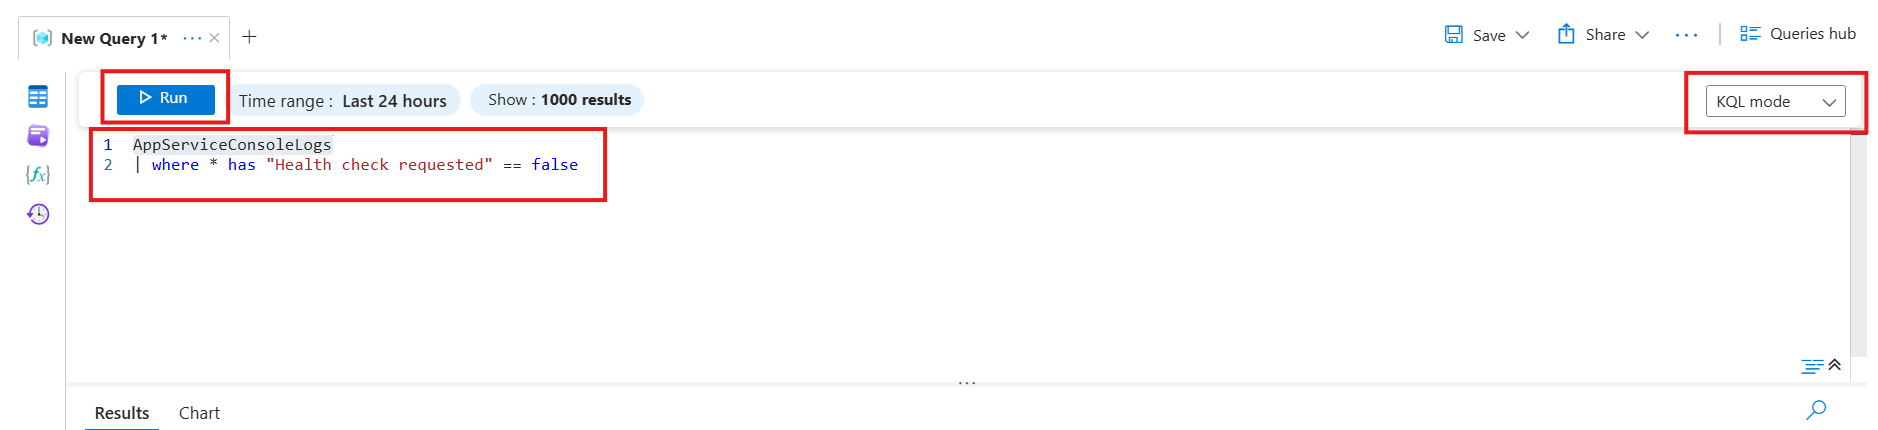 New Query 1* ... ×  +
Save  Share  ...  | Queries hub
Run  Time range : Last 24 hours  Show : 1000 results  KQL mode
1 AppServiceConsoleLogs
2 | where * has "Health check requested" == false
...
Results  Chart